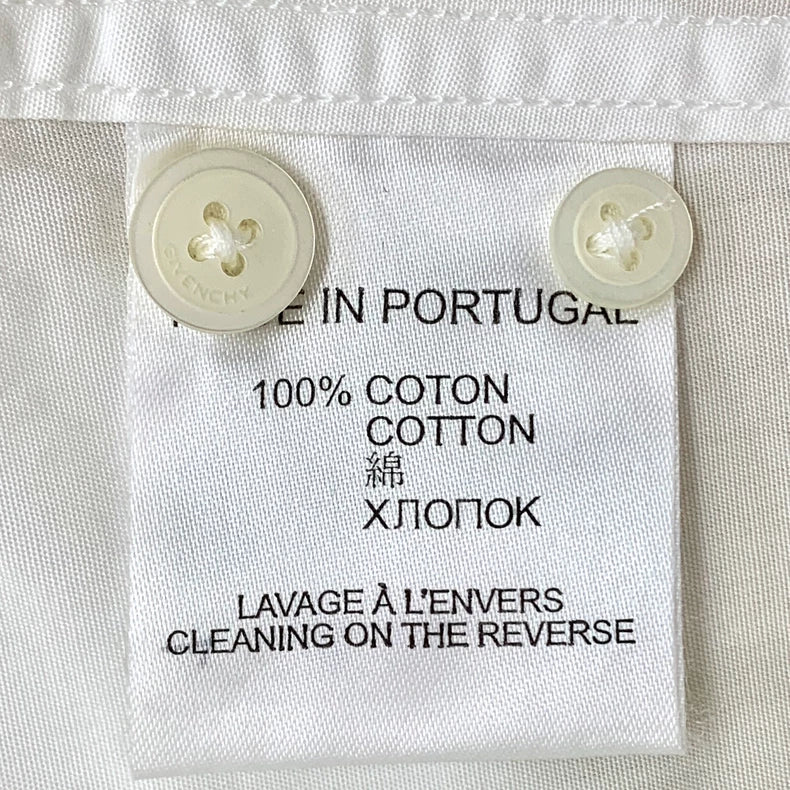 GIVENCHY
IN PORTUGAL
100% COTON
COTTON
綿
ХЛОПОК
LAVAGE À L'ENVERS
CLEANING ON THE REVERSE